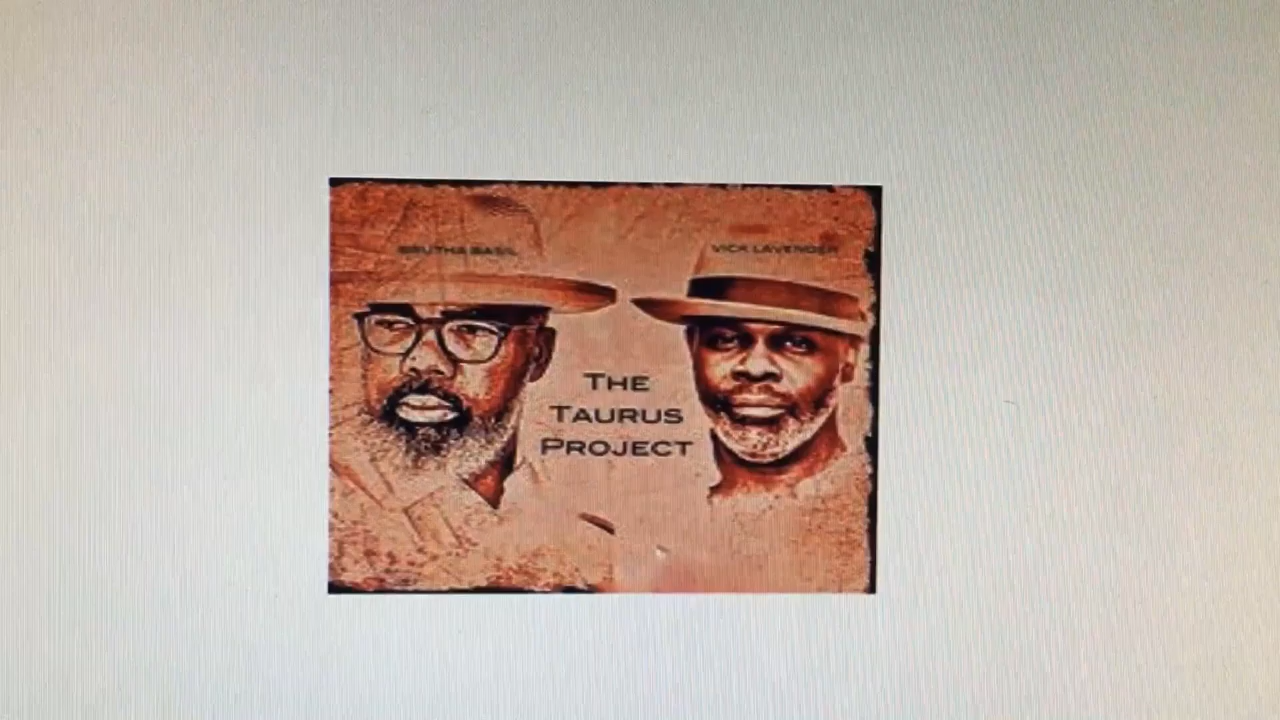 BRUTHA BASIL
VICK LAVENDER
THE
TAURUS
PROJECT